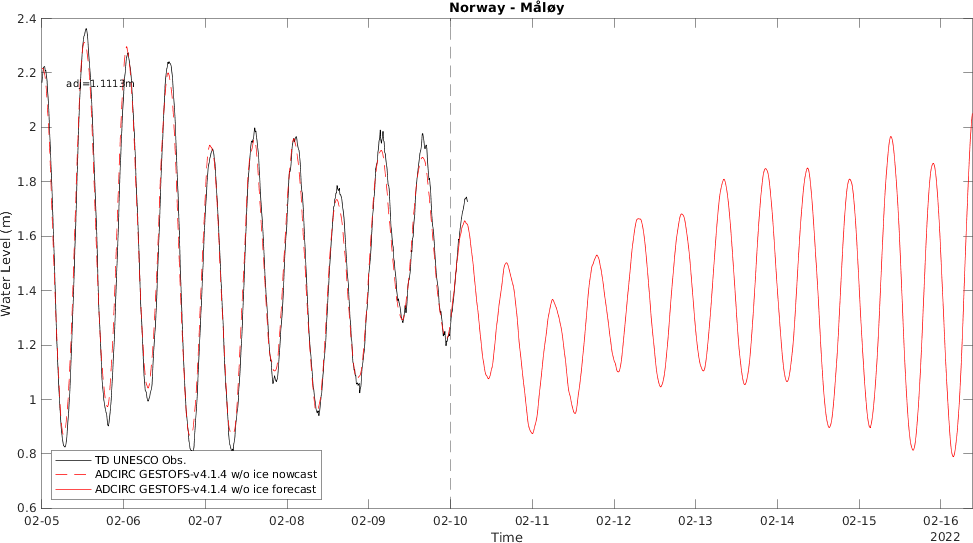 Norway - Måløy
2.4
2.2
2
1.8
1.6
1.4
1.2
1
0.8
0.6
Water Level (m)
adj=1.1113m
TD UNESCO Obs.
ADCIRC GESTOFS-v4.1.4 w/o ice nowcast
ADCIRC GESTOFS-v4.1.4 w/o ice forecast
02-05 02-06 02-07 02-08 02-09 02-10 02-11 02-12 02-13 02-14 02-15 02-16
2022
Time